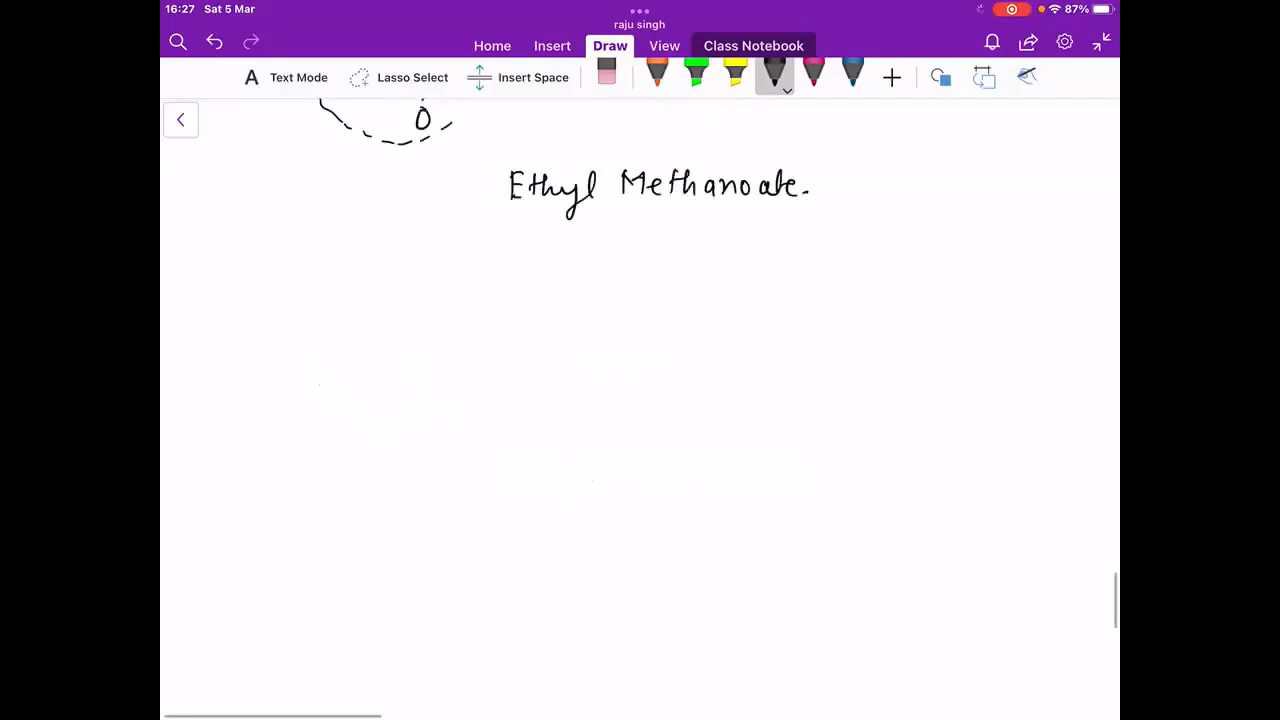 16:27 Sat 5 Mar
87%
raju singh
Home Insert Draw View Class Notebook
A Text Mode Lasso Select Insert Space
O
Ethyl Methanoate.